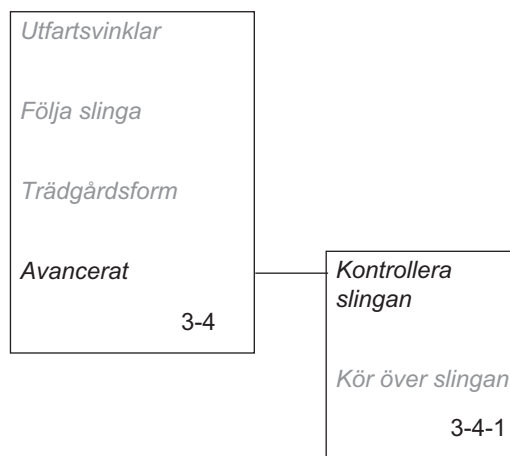 Utfartsvinklar
Följa slinga
Trädgårdsform
Avancerat
3-4
Kontrollera
slingan
Kör över slingan
3-4-1